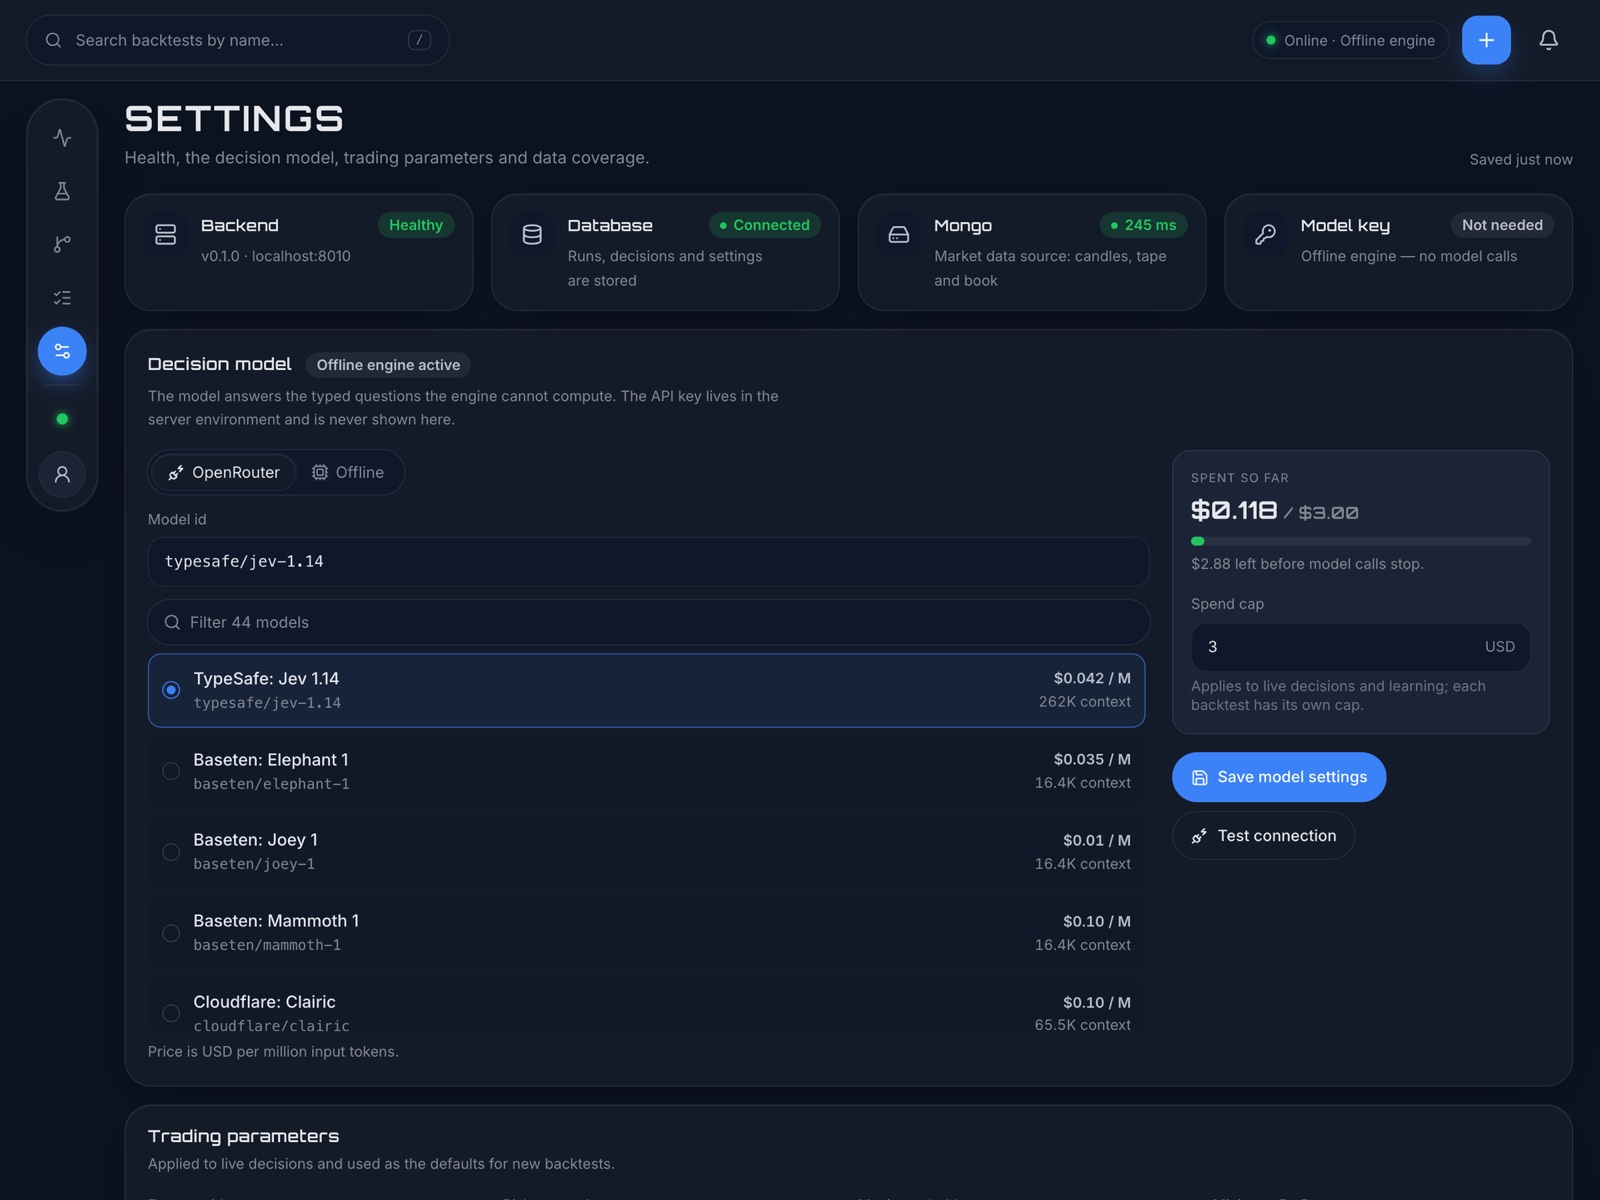 Search backtests by name...
/
Online · Offline engine
SETTINGS
Health, the decision model, trading parameters and data coverage.
Saved just now
Backend
Healthy
v0.1.0 · localhost:8010
Database
Connected
Runs, decisions and settings
are stored
Mongo
245 ms
Market data source: candles, tape
and book
Model key
Not needed
Offline engine — no model calls
Decision model
Offline engine active
The model answers the typed questions the engine cannot compute. The API key lives in the
server environment and is never shown here.
OpenRouter
Offline
Model id
typesafe/jev-1.14
Filter 44 models
TypeSafe: Jev 1.14
$0.042 / M
typesafe/jev-1.14
262K context
Baseten: Elephant 1
$0.035 / M
baseten/elephant-1
16.4K context
Baseten: Joey 1
$0.01 / M
baseten/joey-1
16.4K context
Baseten: Mammoth 1
$0.10 / M
baseten/mammoth-1
16.4K context
Cloudflare: Clairic
$0.10 / M
cloudflare/clairic
65.5K context
Price is USD per million input tokens.
SPENT SO FAR
$0.118 / $3.00
$2.88 left before model calls stop.
Spend cap
3
USD
Applies to live decisions and learning; each
backtest has its own cap.
Save model settings
Test connection
Trading parameters
Applied to live decisions and used as the defaults for new backtests.